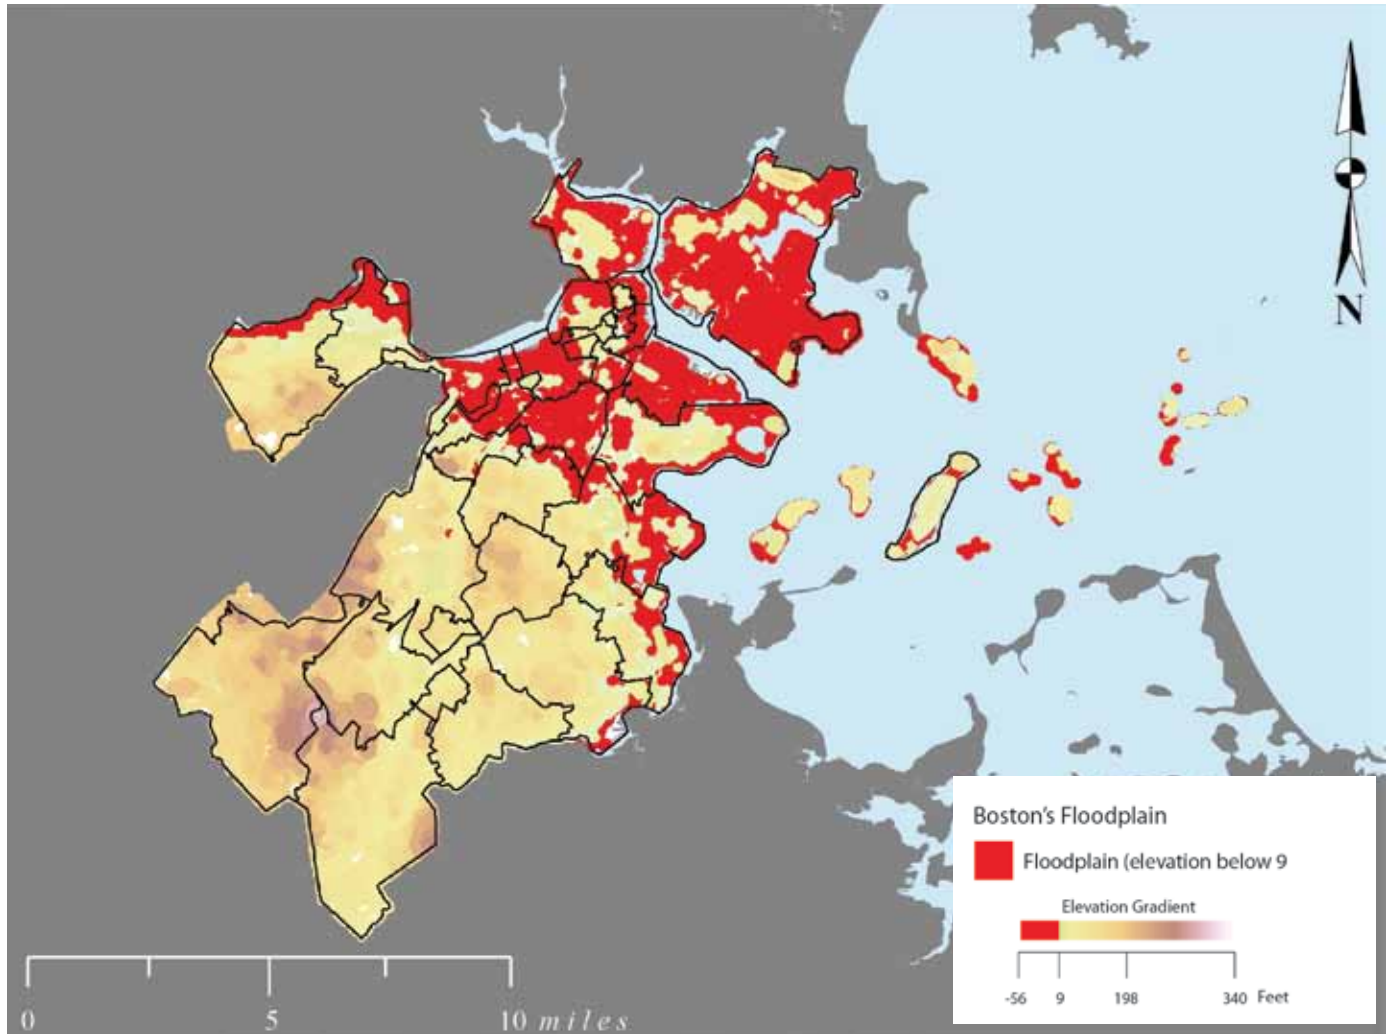 N
Boston's Floodplain
Floodplain (elevation below 9
Elevation Gradient
-56 9 198 340 Feet
0 5 10 miles